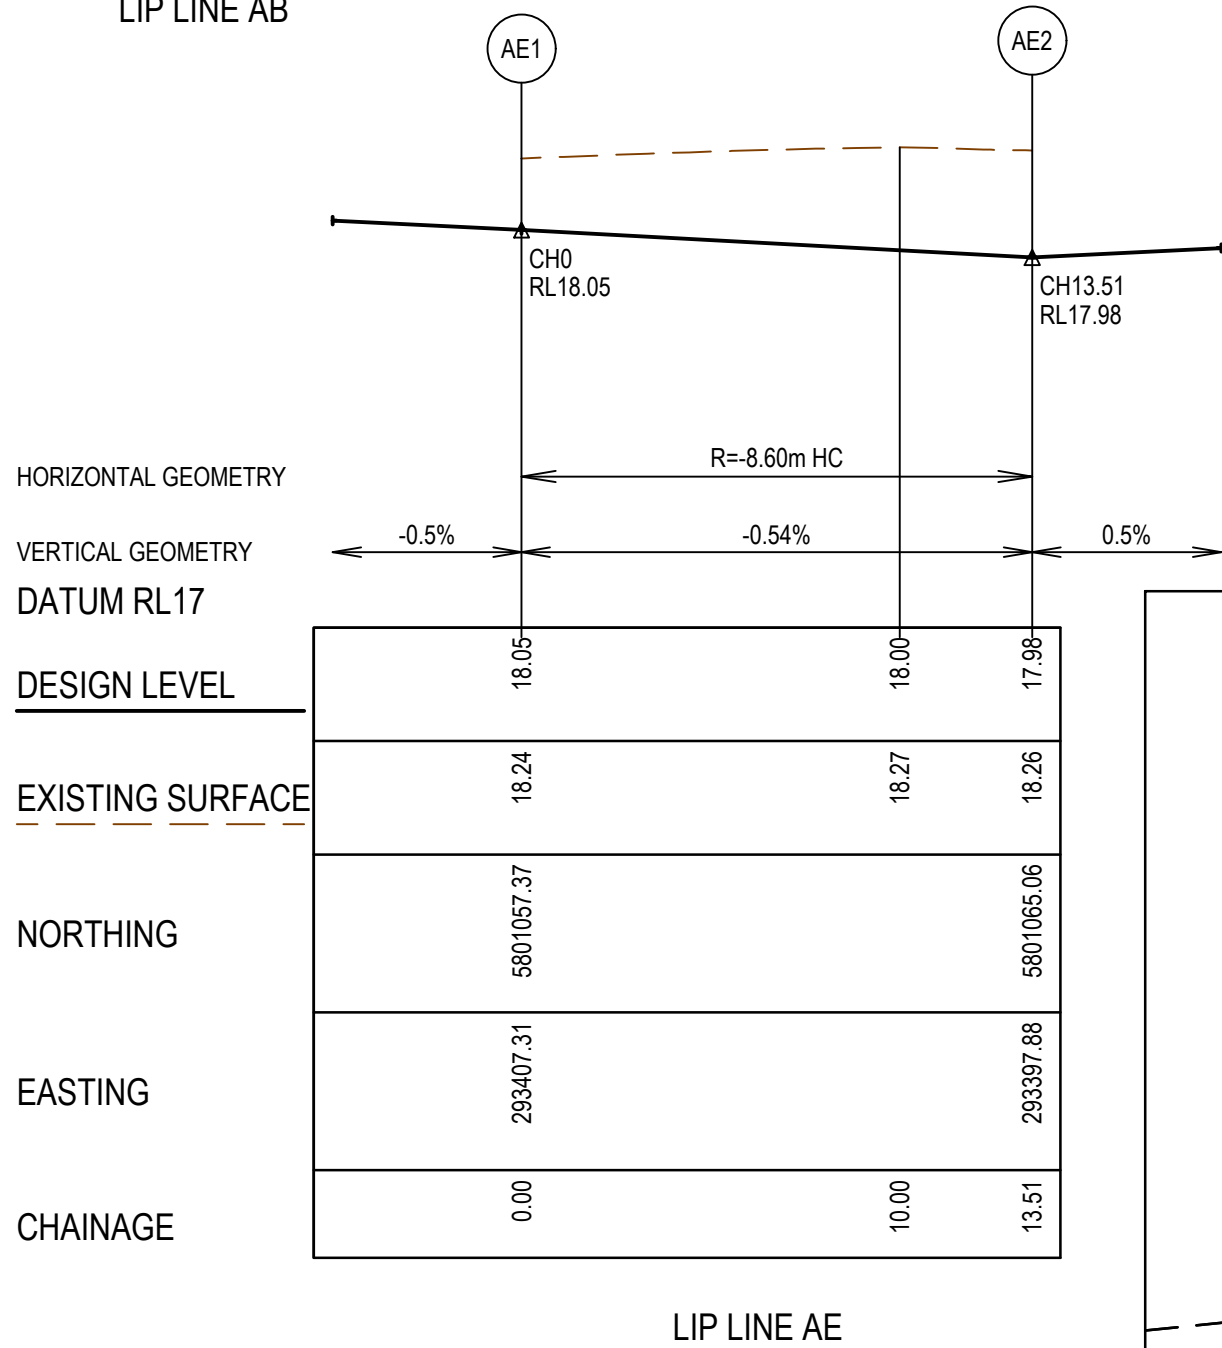 LIP LINE AB
AE1
AE2
CH0
RL18.05
CH13.51
RL17.98
HORIZONTAL GEOMETRY
R=-8.60m HC
VERTICAL GEOMETRY
-0.5%
-0.54%
0.5%
DATUM RL17
DESIGN LEVEL
18.05
18.00
17.98
EXISTING SURFACE
18.24
18.27
18.26
NORTHING
5801057.37
5801065.06
EASTING
293407.31
293397.88
CHAINAGE
0.00
10.00
13.51
LIP LINE AE